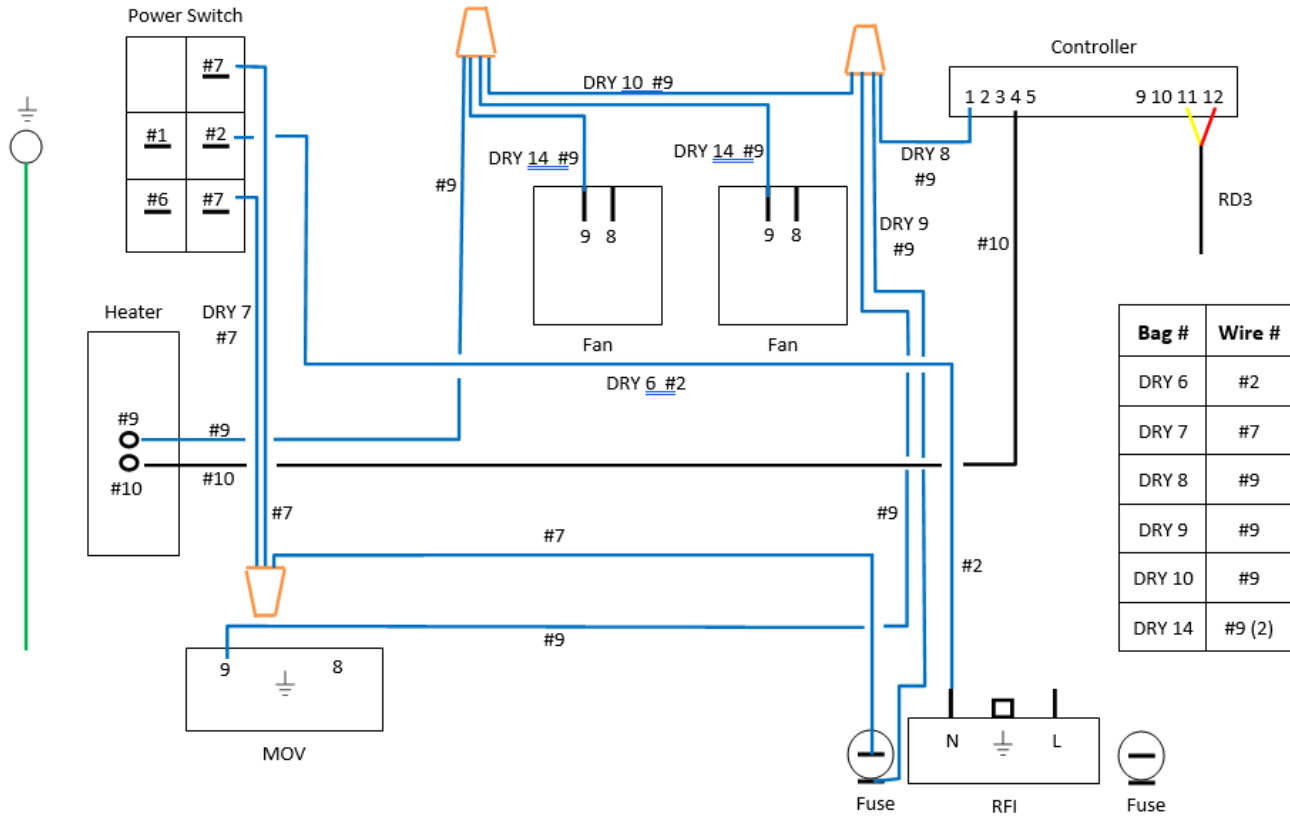 Power Switch
#7
#1
#2
#6
#7
DRY 10 #9
Controller
1 2 3 4 5
9 10 11 12
DRY 14 #9
DRY 14 #9
DRY 8
#9
#9
DRY 9
#9
#10
RD3
9 8
9 8
Fan
Fan
Heater
DRY 7
#7
DRY 6 #2
#9
#9
#10
#10
#7
#7
#9
#2
#9
9
8
MOV
N
L
Fuse
RFI
Fuse
Bag # Wire #
DRY 6 #2
DRY 7 #7
DRY 8 #9
DRY 9 #9
DRY 10 #9
DRY 14 #9 (2)